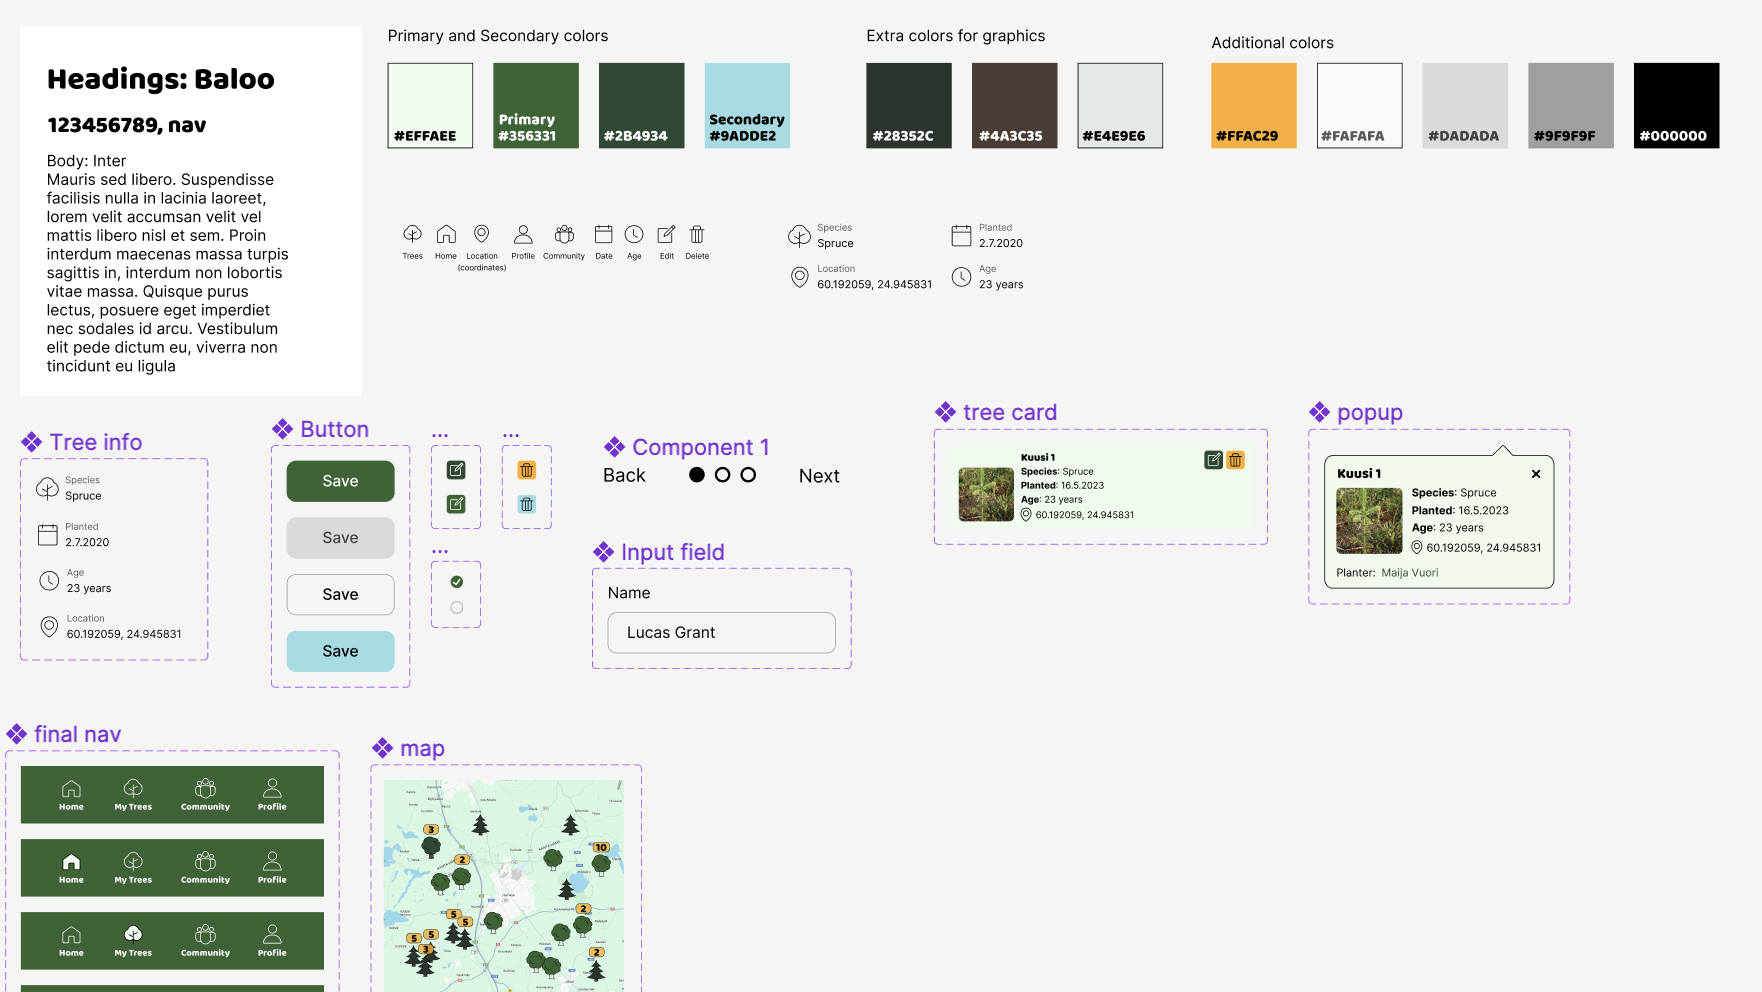 Headings: Baloo
123456789, nav
Body: Inter
Mauris sed libero. Suspendisse
facilisis nulla in lacinia laoreet,
lorem velit accumsan velit vel
mattis libero nisl et sem. Proin
interdum maecenas massa turpis
sagittis in, interdum non lobortis
vitae massa. Quisque purus
lectus, posuere eget imperdiet
nec sodales id arcu. Vestibulum
elit pede dictum eu, viverra non
tincidunt eu ligula
Primary and Secondary colors
#EFFAEE
Primary
#356331
#2B4934
Secondary
#9ADDE2
Extra colors for graphics
#28352C
#4A3C35
#E4E9E6
Additional colors
#FFAC29
#FAFAFA
#DADADA
#9F9F9F
#000000
Trees
Home
Location
(coordinates)
Profile
Community
Date
Age
Edit
Delete
Species
Spruce
Planted
2.7.2020
Location
60.192059, 24.945831
Age
23 years
Tree info
Species
Spruce
Planted
2.7.2020
Age
23 years
Location
60.192059, 24.945831
Button
Save
Save
Save
Save
...
...
...
Component 1
Back
Next
Input field
Name
Lucas Grant
tree card
Kuusi 1
Species: Spruce
Planted: 16.5.2023
Age: 23 years
60.192059, 24.945831
popup
Kuusi 1
Species: Spruce
Planted: 16.5.2023
Age: 23 years
60.192059, 24.945831
Planter: Maija Vuori
final nav
Home
My Trees
Community
Profile
Home
My Trees
Community
Profile
Home
My Trees
Community
Profile
map
3
2
10
5
5
2
5
5
3
2